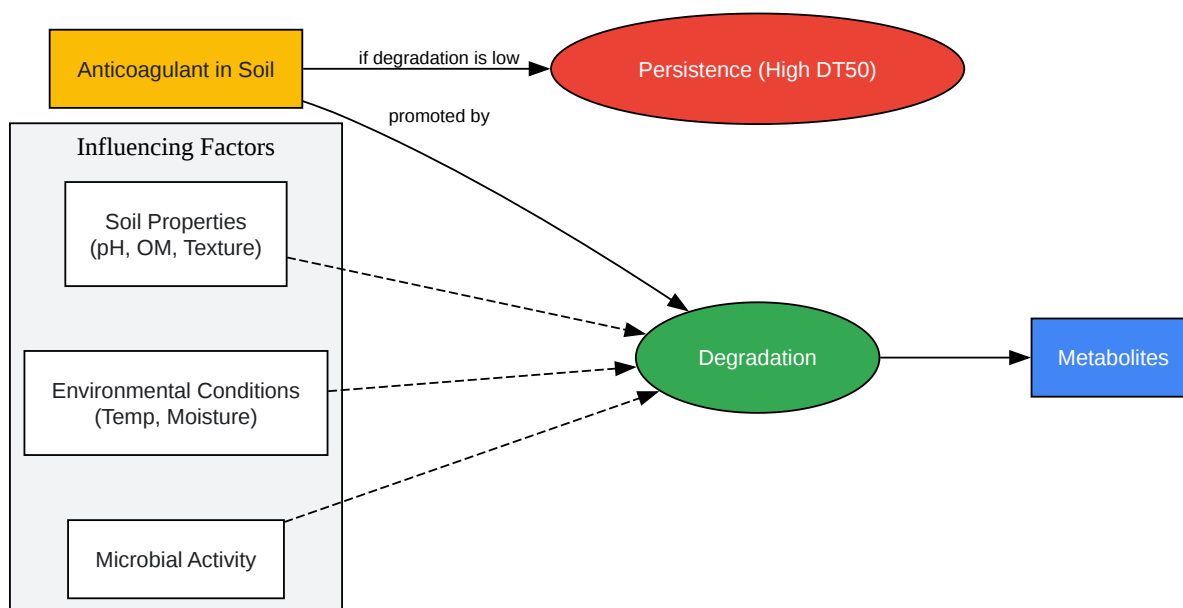 Anticoagulant in Soil
if degradation is low
Persistence (High DT50)
promoted by
Influencing Factors
Soil Properties
(pH, OM, Texture)
Environmental Conditions
(Temp, Moisture)
Degradation
Metabolites
Microbial Activity